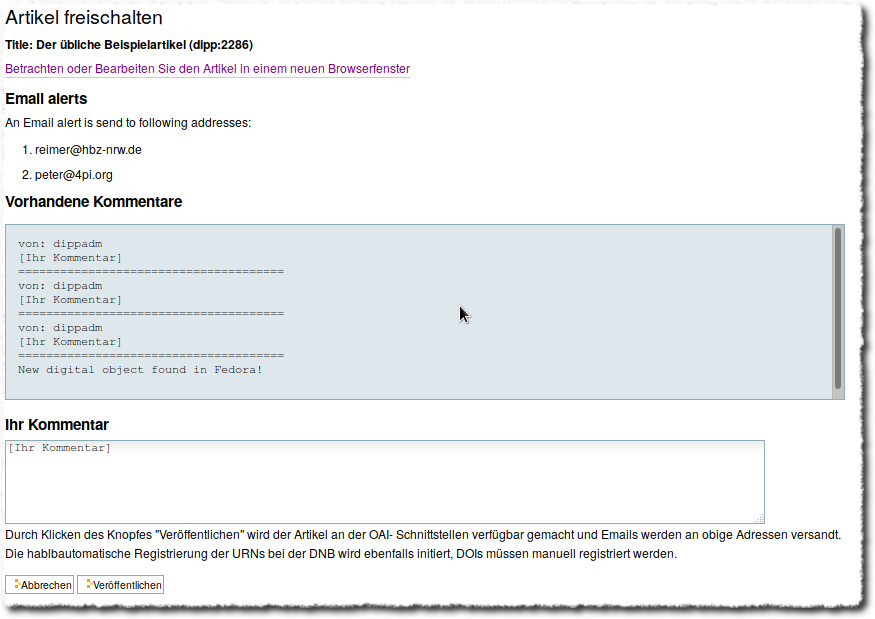 Artikel freischalten
Title: Der übliche Beispielartikel (dipp:2286)
Betrachten oder Bearbeiten Sie den Artikel in einem neuen Browserfenster
Email alerts
An Email alert is send to following addresses:
1. reimer@hbz-nrw.de
2. peter@4pi.org
Vorhandene Kommentare
von: dippadm
[Ihr Kommentar]
======================================
von: dippadm
[Ihr Kommentar]
======================================
von: dippadm
[Ihr Kommentar]
======================================
New digital object found in Fedora!
Ihr Kommentar
[Ihr Kommentar]
Durch Klicken des Knopfes "Veröffentlichen" wird der Artikel an der OAI- Schnittstellen verfügbar gemacht und Emails werden an obige Adressen versandt.
Die hablbautomatische Registrierung der URNs bei der DNB wird ebenfalls initiert, DOIs müssen manuell registriert werden.
Abbrechen Veröffentlichen